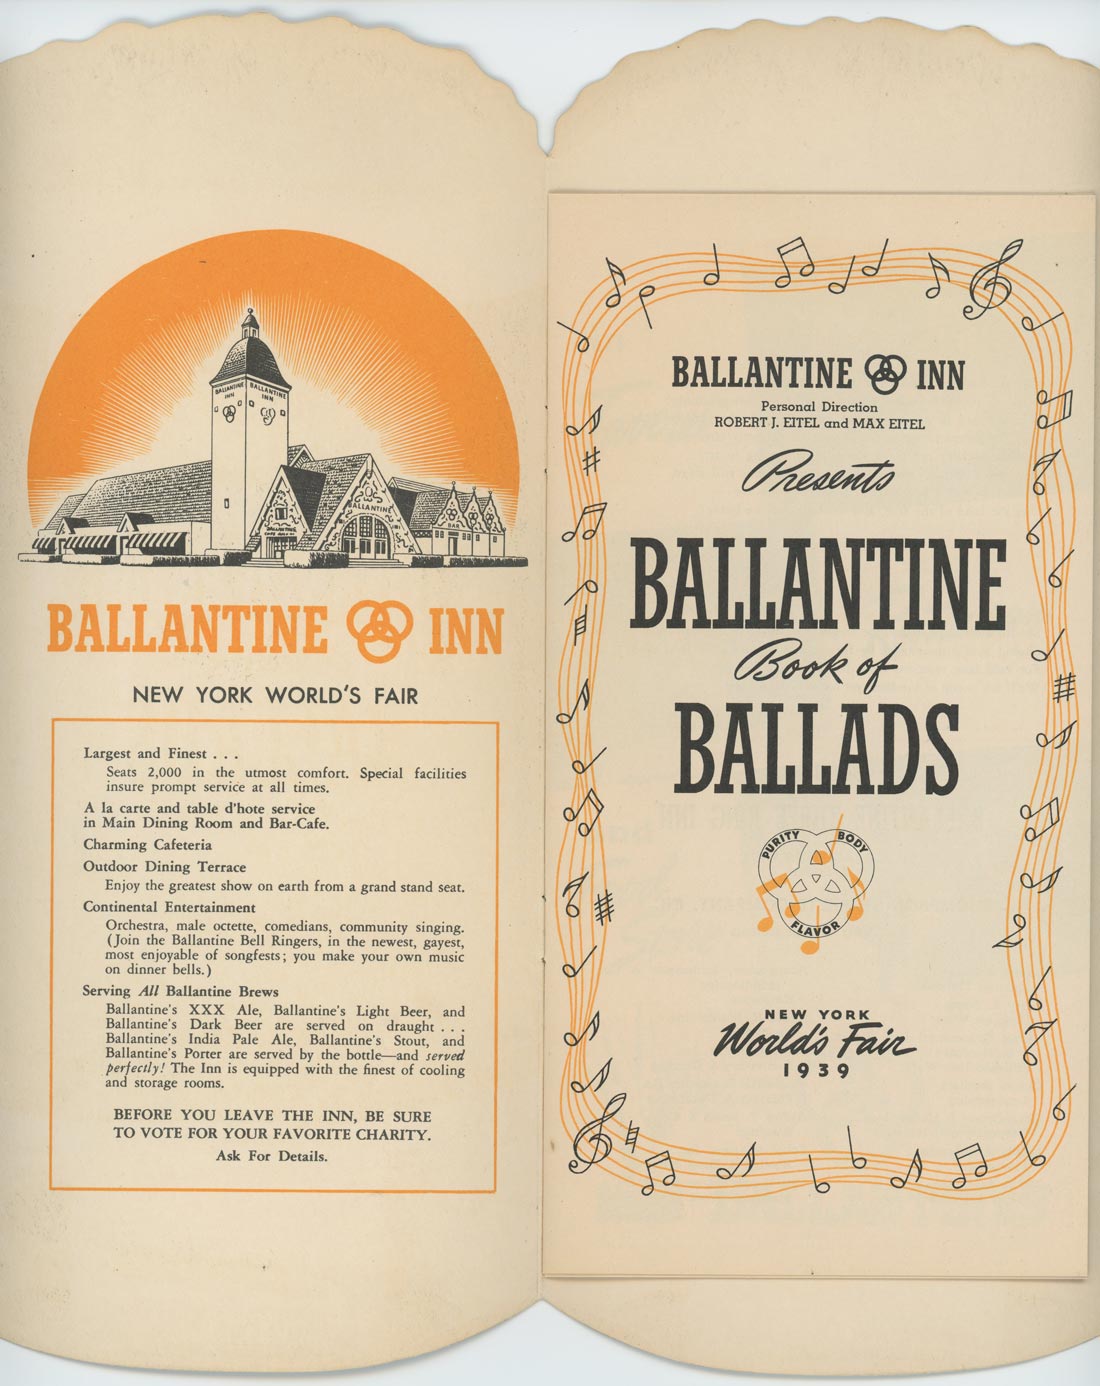 BALLANTINE INN
BALLANTINE INN
BALLANTINE
BALLANTINE
BAR
BALLANTINE INN
NEW YORK WORLD'S FAIR
Largest and Finest . . .
Seats 2,000 in the utmost comfort. Special facilities
insure prompt service at all times.
A la carte and table d'hote service
in Main Dining Room and Bar-Cafe.
Charming Cafeteria
Outdoor Dining Terrace
Enjoy the greatest show on earth from a grand stand seat.
Continental Entertainment
Orchestra, male octette, comedians, community singing.
(Join the Ballantine Bell Ringers, in the newest, gayest,
most enjoyable of songfests; you make your own music
on dinner bells.)
Serving All Ballantine Brews
Ballantine's XXX Ale, Ballantine's Light Beer, and
Ballantine's Dark Beer are served on draught . . .
Ballantine's India Pale Ale, Ballantine's Stout, and
Ballantine's Porter are served by the bottle—and served
perfectly! The Inn is equipped with the finest of cooling
and storage rooms.
BEFORE YOU LEAVE THE INN, BE SURE
TO VOTE FOR YOUR FAVORITE CHARITY.
Ask For Details.
BALLANTINE INN
Personal Direction
ROBERT J. EITEL and MAX EITEL
Presents
BALLANTINE
Book of
BALLADS
PURITY BODY
FLAVOR
NEW YORK
World's Fair
1939